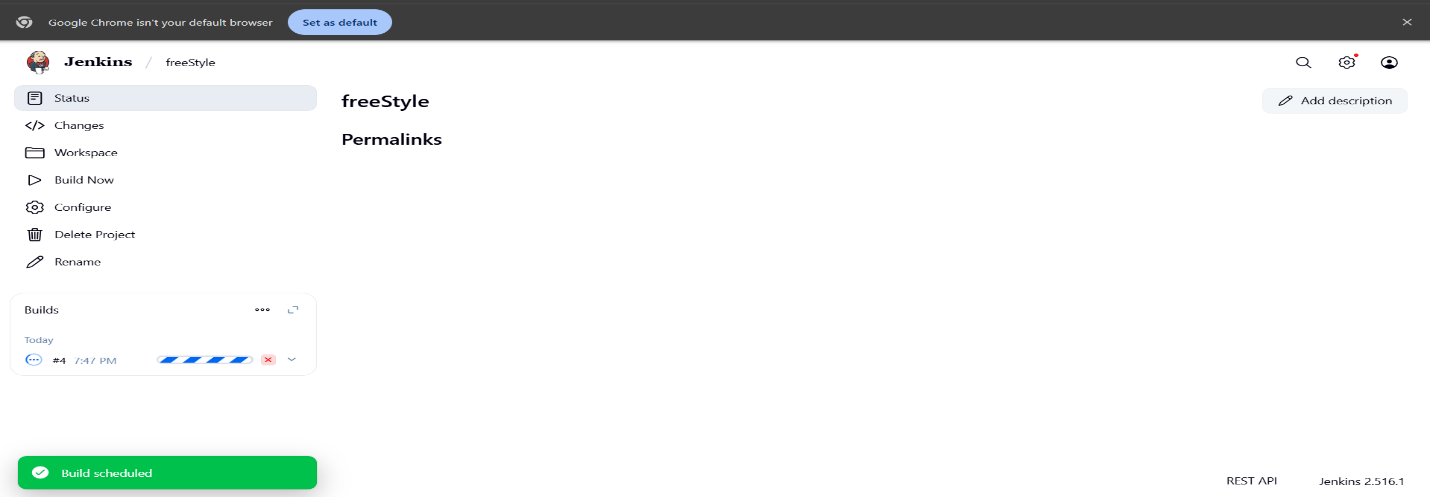 Google Chrome isn't your default browser Set as default
Jenkins / freeStyle
Status
Changes
Workspace
Build Now
Configure
Delete Project
Rename
Builds
Today
#4 7:47 PM
Build scheduled
freeStyle
Add description
Permalinks
REST API Jenkins 2.516.1